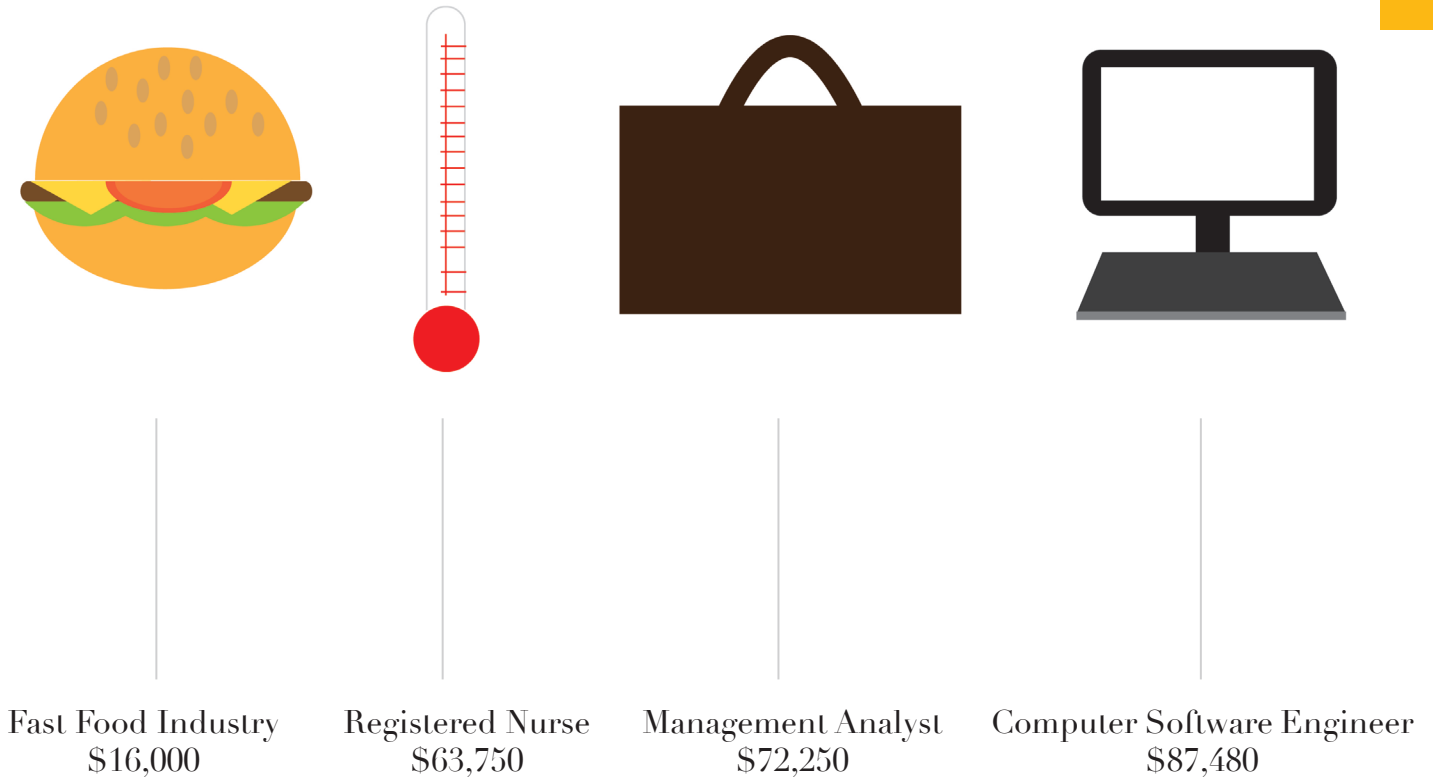 Fast Food Industry
$16,000
Registered Nurse
$63,750
Management Analyst
$72,250
Computer Software Engineer
$87,480